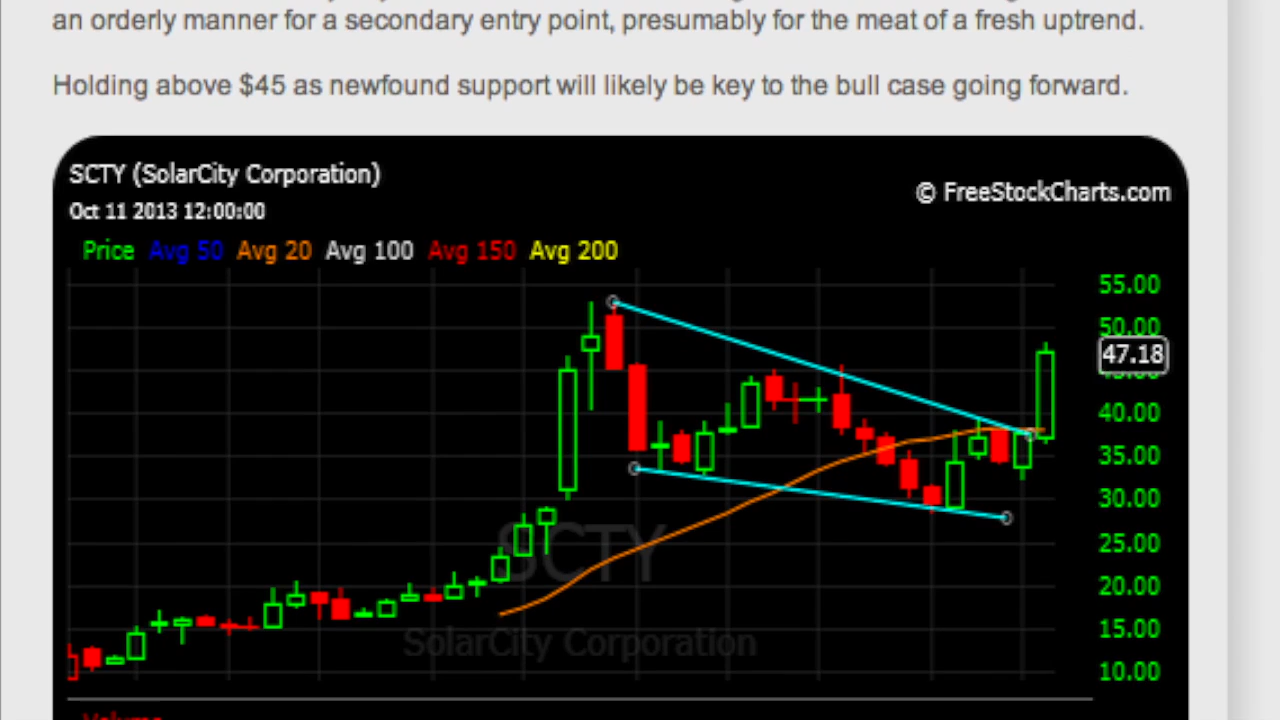 an orderly manner for a secondary entry point, presumably for the meat of a fresh uptrend.
Holding above $45 as newfound support will likely be key to the bull case going forward.
SCTY (SolarCity Corporation)
© FreeStockCharts.com
Oct 11 2013 12:00:00
Price Avg 50 Avg 20 Avg 100 Avg 150 Avg 200
55.00
50.00
47.18
40.00
35.00
30.00
25.00
20.00
15.00
10.00
SCTY
SolarCity Corporation
Volume